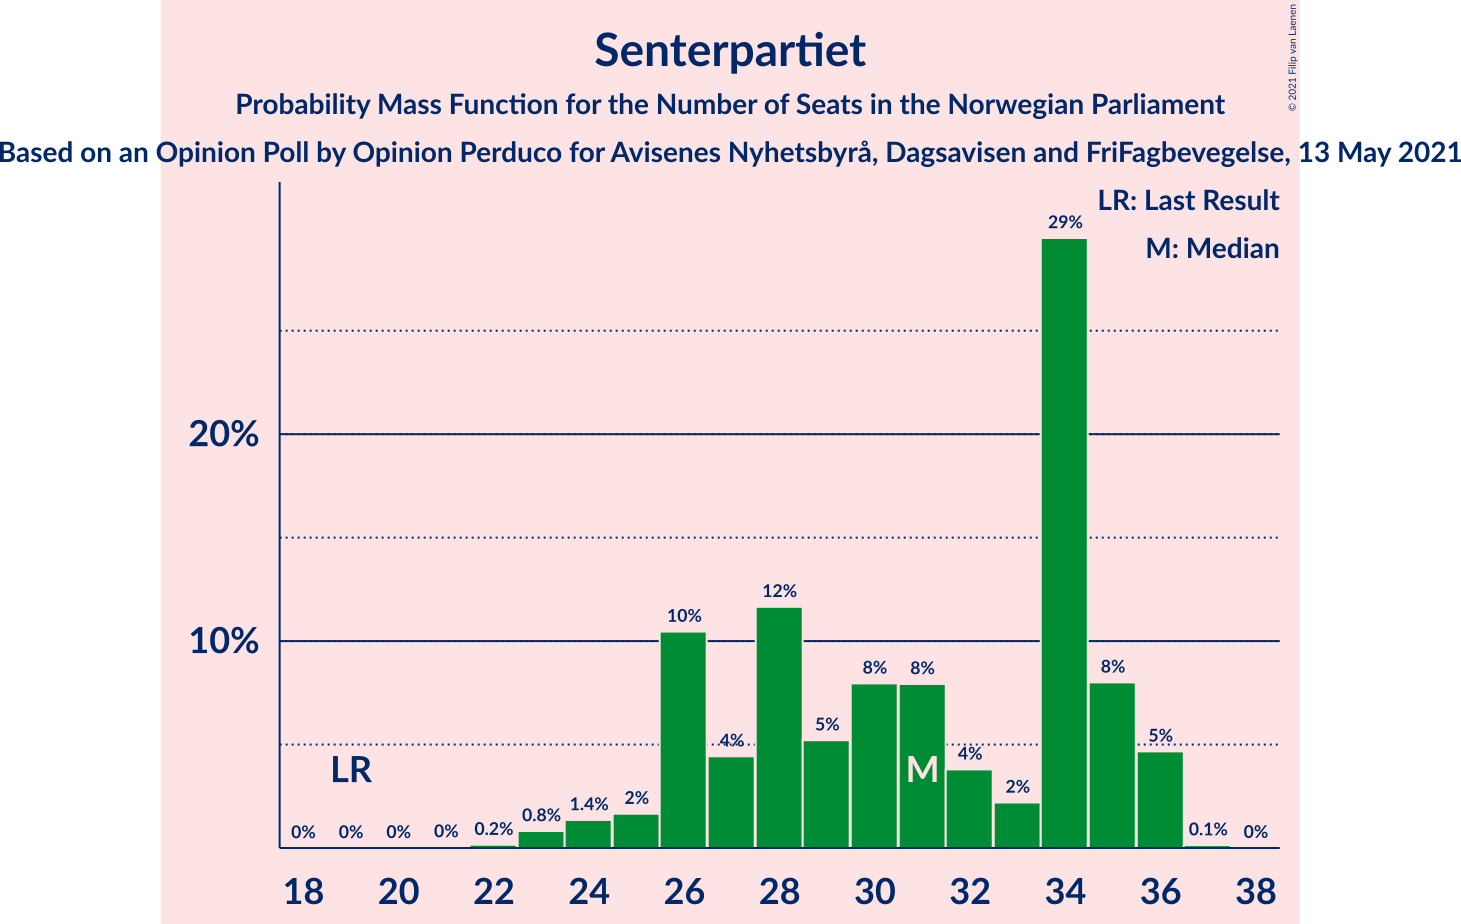 Senterpartiet
Probability Mass Function for the Number of Seats in the Norwegian Parliament
Based on an Opinion Poll by Opinion Perduco for Avisenes Nyhetsbyrå, Dagsavisen and FriFagbevegelse, 13 May 2021
© 2021 Filip van Laenen
LR: Last Result
M: Median
20%
10%
0% 0% 0% 0% 0.2% 0.8% 1.4% 2% 10% 4% 12% 5% 8% 8% 4% 2% 29% 8% 5% 0.1% 0%
LR M
18 20 22 24 26 28 30 32 34 36 38